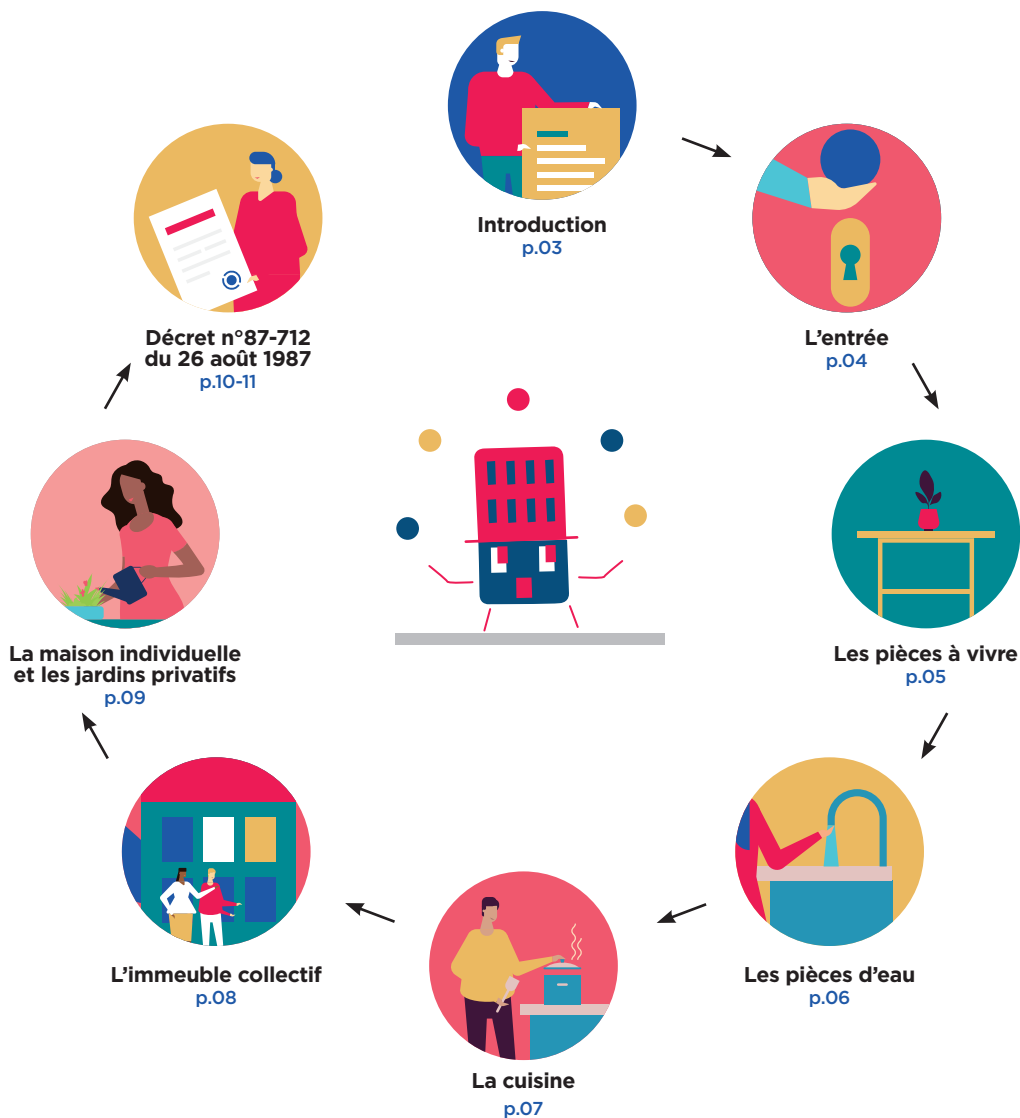 Introduction
p.03
L'entrée
p.04
Les pièces à vivre
p.05
Les pièces d'eau
p.06
La cuisine
p.07
L'immeuble collectif
p.08
La maison individuelle
et les jardins privatifs
p.09
Décret n°87-712
du 26 août 1987
p.10-11